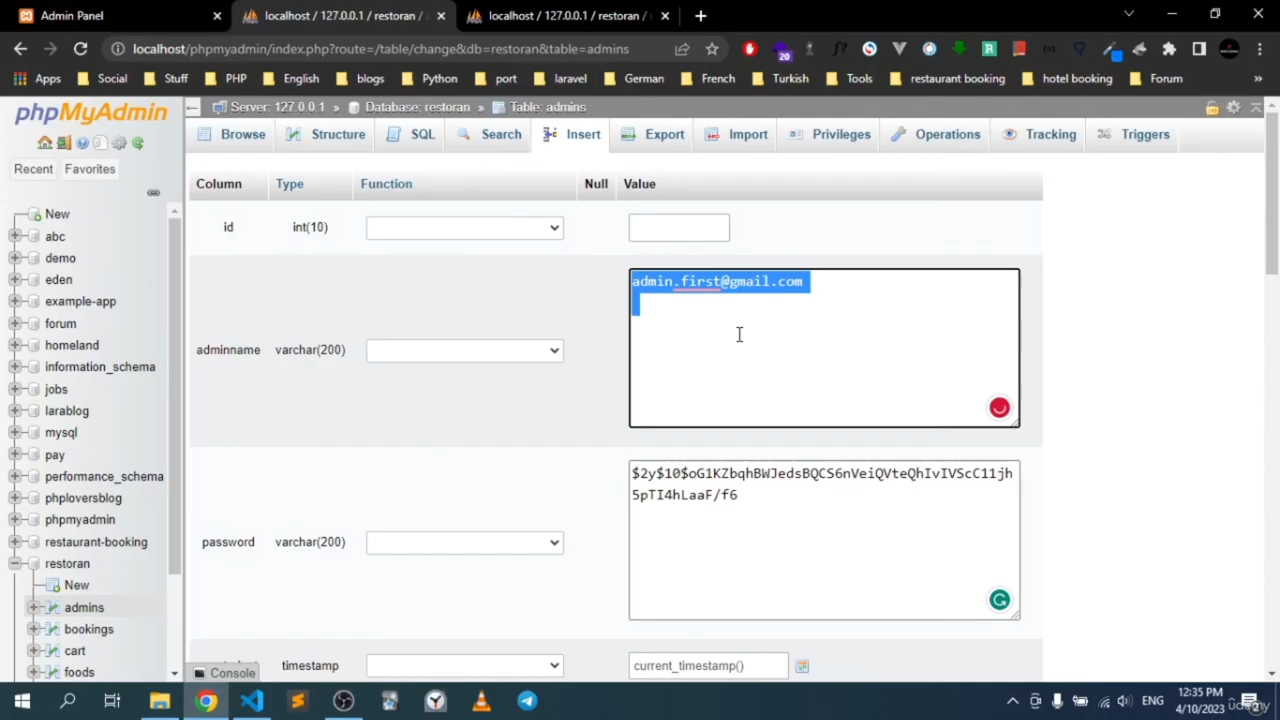 Admin Panel
localhost / 127.0.0.1 / restoran /
localhost / 127.0.0.1 / restoran /
localhost/phpmyadmin/index.php?route=/table/change&db=restoran&table=admins
20
Apps Social Stuff PHP English blogs Python port laravel German French Turkish Tools restaurant booking hotel booking Forum »
phpMyAdmin
Recent Favorites
New
abc
demo
eden
example-app
forum
homeland
information_schema
jobs
larablog
mysql
pay
performance_schema
phploversblog
phpmyadmin
restaurant-booking
restoran
New
admins
bookings
cart
foods
Server: 127.0.0.1 » Database: restoran » Table: admins
Browse Structure SQL Search Insert Export Import Privileges Operations Tracking Triggers
Column Type Function Null Value
id int(10)
adminname varchar(200)
admin.first@gmail.com
password varchar(200)
$2y$10$oG1KZbqhBWJedsBQCS6nVeiQVteQhIvIVScC11jh
5pTI4hLaaF/f6
timestamp current_timestamp()
Console
ENG
12:35 PM
4/10/2023